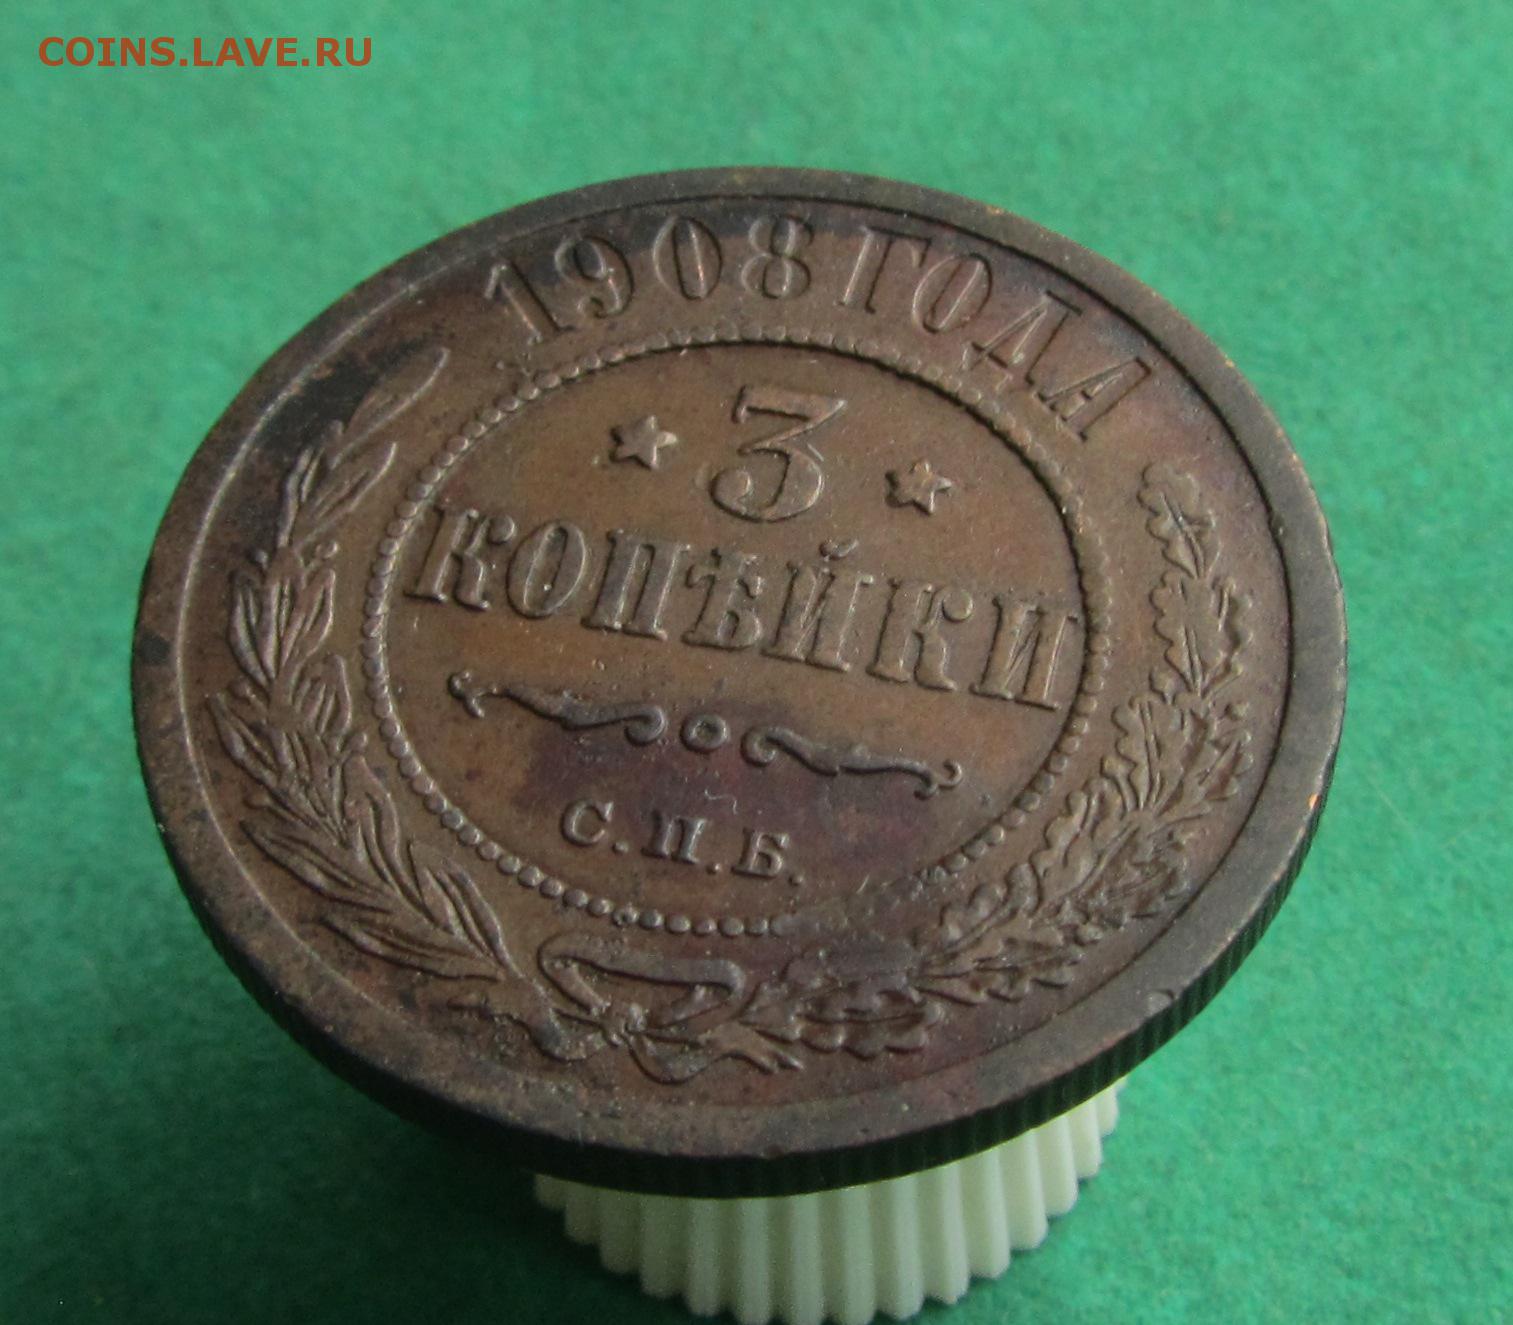 COINS.LAVE.RU
1908 ГОДА
3
КОПѢЙКИ
С.П.Б.